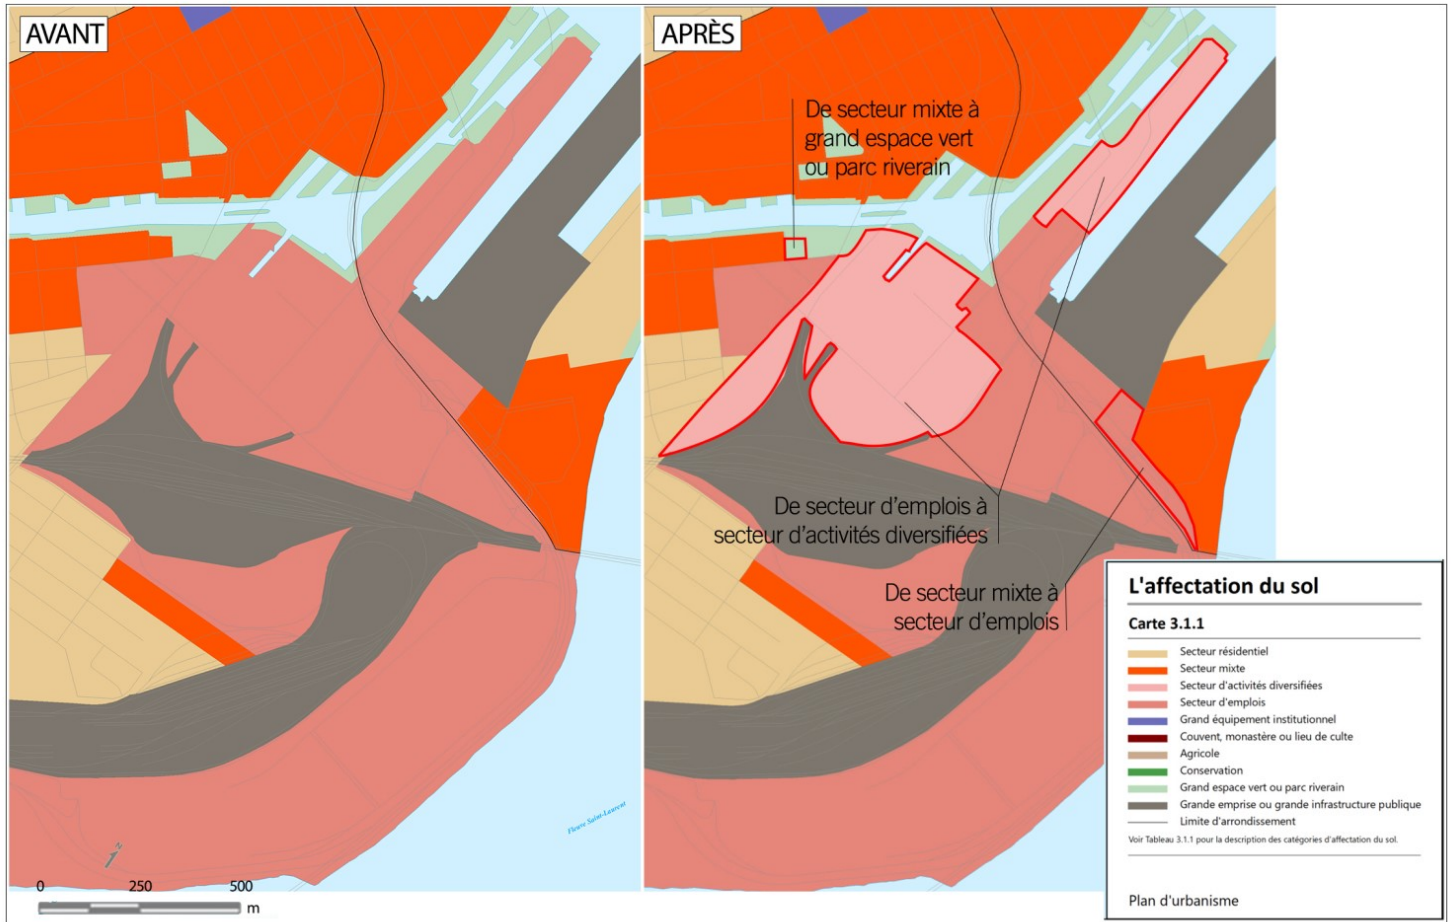 AVANT
APRÈS
De secteur mixte à
grand espace vert
ou parc riverain
De secteur d'emplois à
secteur d'activités diversifiées
De secteur mixte à
secteur d'emplois
Fleuve Saint-Laurent
N
0 250 500
m
L'affectation du sol
Carte 3.1.1
Secteur résidentiel
Secteur mixte
Secteur d'activités diversifiées
Secteur d'emplois
Grand équipement institutionnel
Couvent, monastère ou lieu de culte
Agricole
Conservation
Grand espace vert ou parc riverain
Grande emprise ou grande infrastructure publique
Limite d'arrondissement
Voir Tableau 3.1.1 pour la description des catégories d'affectation du sol.
Plan d'urbanisme